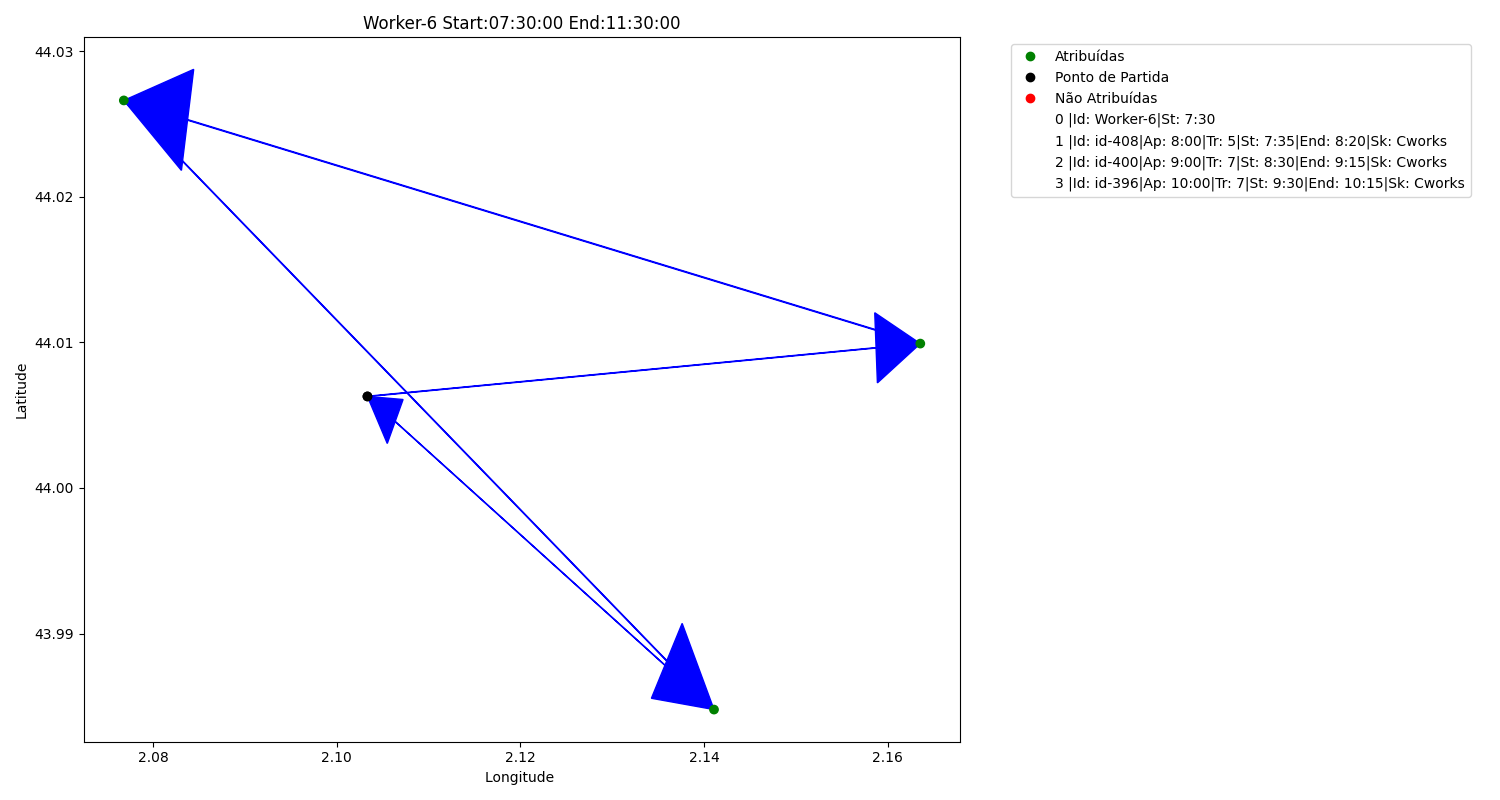 Worker-6 Start:07:30:00 End:11:30:00
44.03
44.02
44.01
44.00
43.99
Latitude
2.08 2.10 2.12 2.14 2.16
Longitude
Atribuídas
Ponto de Partida
Não Atribuídas
0 |Id: Worker-6|St: 7:30
1 |Id: id-408|Ap: 8:00|Tr: 5|St: 7:35|End: 8:20|Sk: Cworks
2 |Id: id-400|Ap: 9:00|Tr: 7|St: 8:30|End: 9:15|Sk: Cworks
3 |Id: id-396|Ap: 10:00|Tr: 7|St: 9:30|End: 10:15|Sk: Cworks